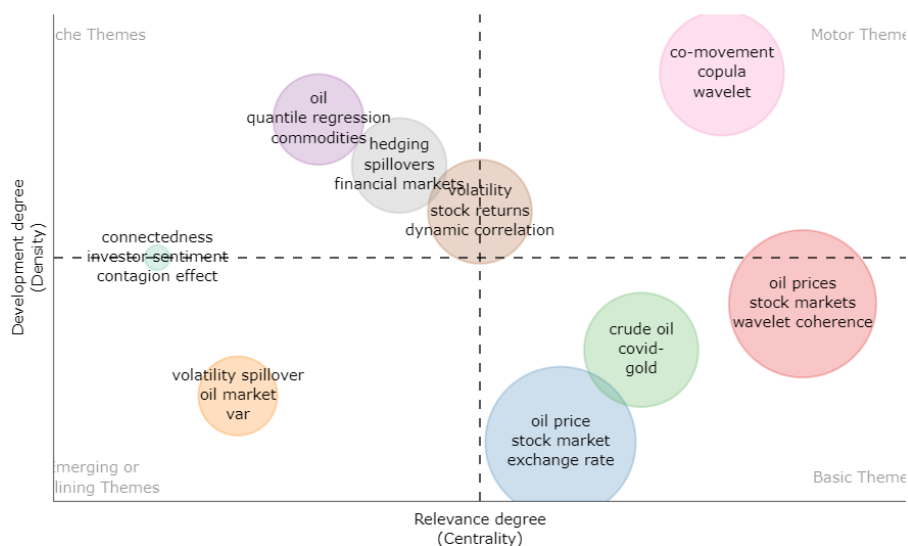 che Themes
Motor Theme
co-movement
copula
wavelet
oil
quantile regression
commodities
hedging
spillovers
financial markets
volatility
stock returns
dynamic correlation
connectedness
investor sentiment
contagion effect
oil prices
stock markets
wavelet coherence
crude oil
covid-
gold
volatility spillover
oil market
var
oil price
stock market
exchange rate
Emerging or
lining Themes
Basic Theme
Development degree
(Density)
Relevance degree
(Centrality)